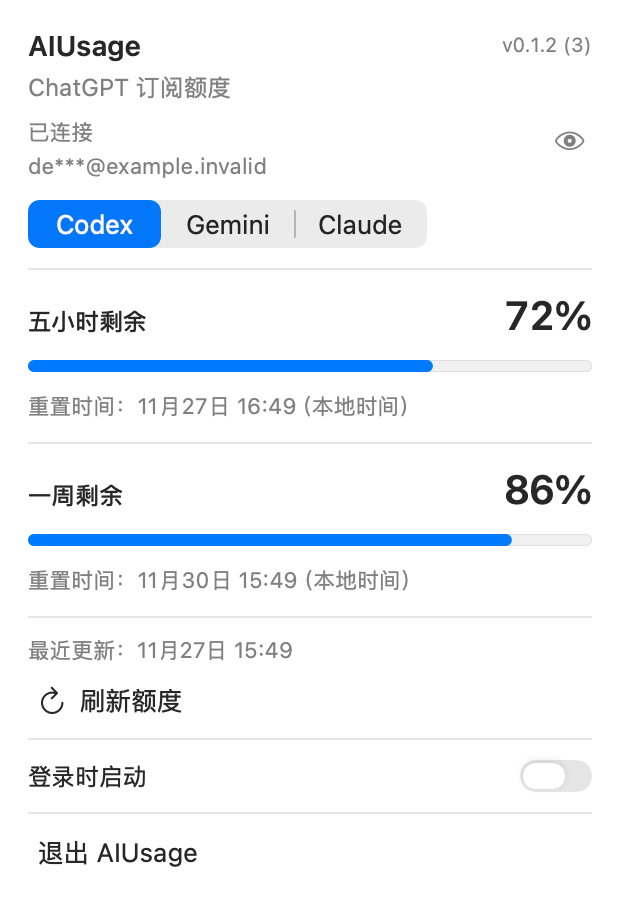 AIUsage
v0.1.2 (3)
ChatGPT 订阅额度
已连接
de***@example.invalid
Codex Gemini Claude
五小时剩余 72%
重置时间：11月27日 16:49 (本地时间)
一周剩余 86%
重置时间：11月30日 15:49 (本地时间)
最近更新：11月27日 15:49
刷新额度
登录时启动
退出 AIUsage